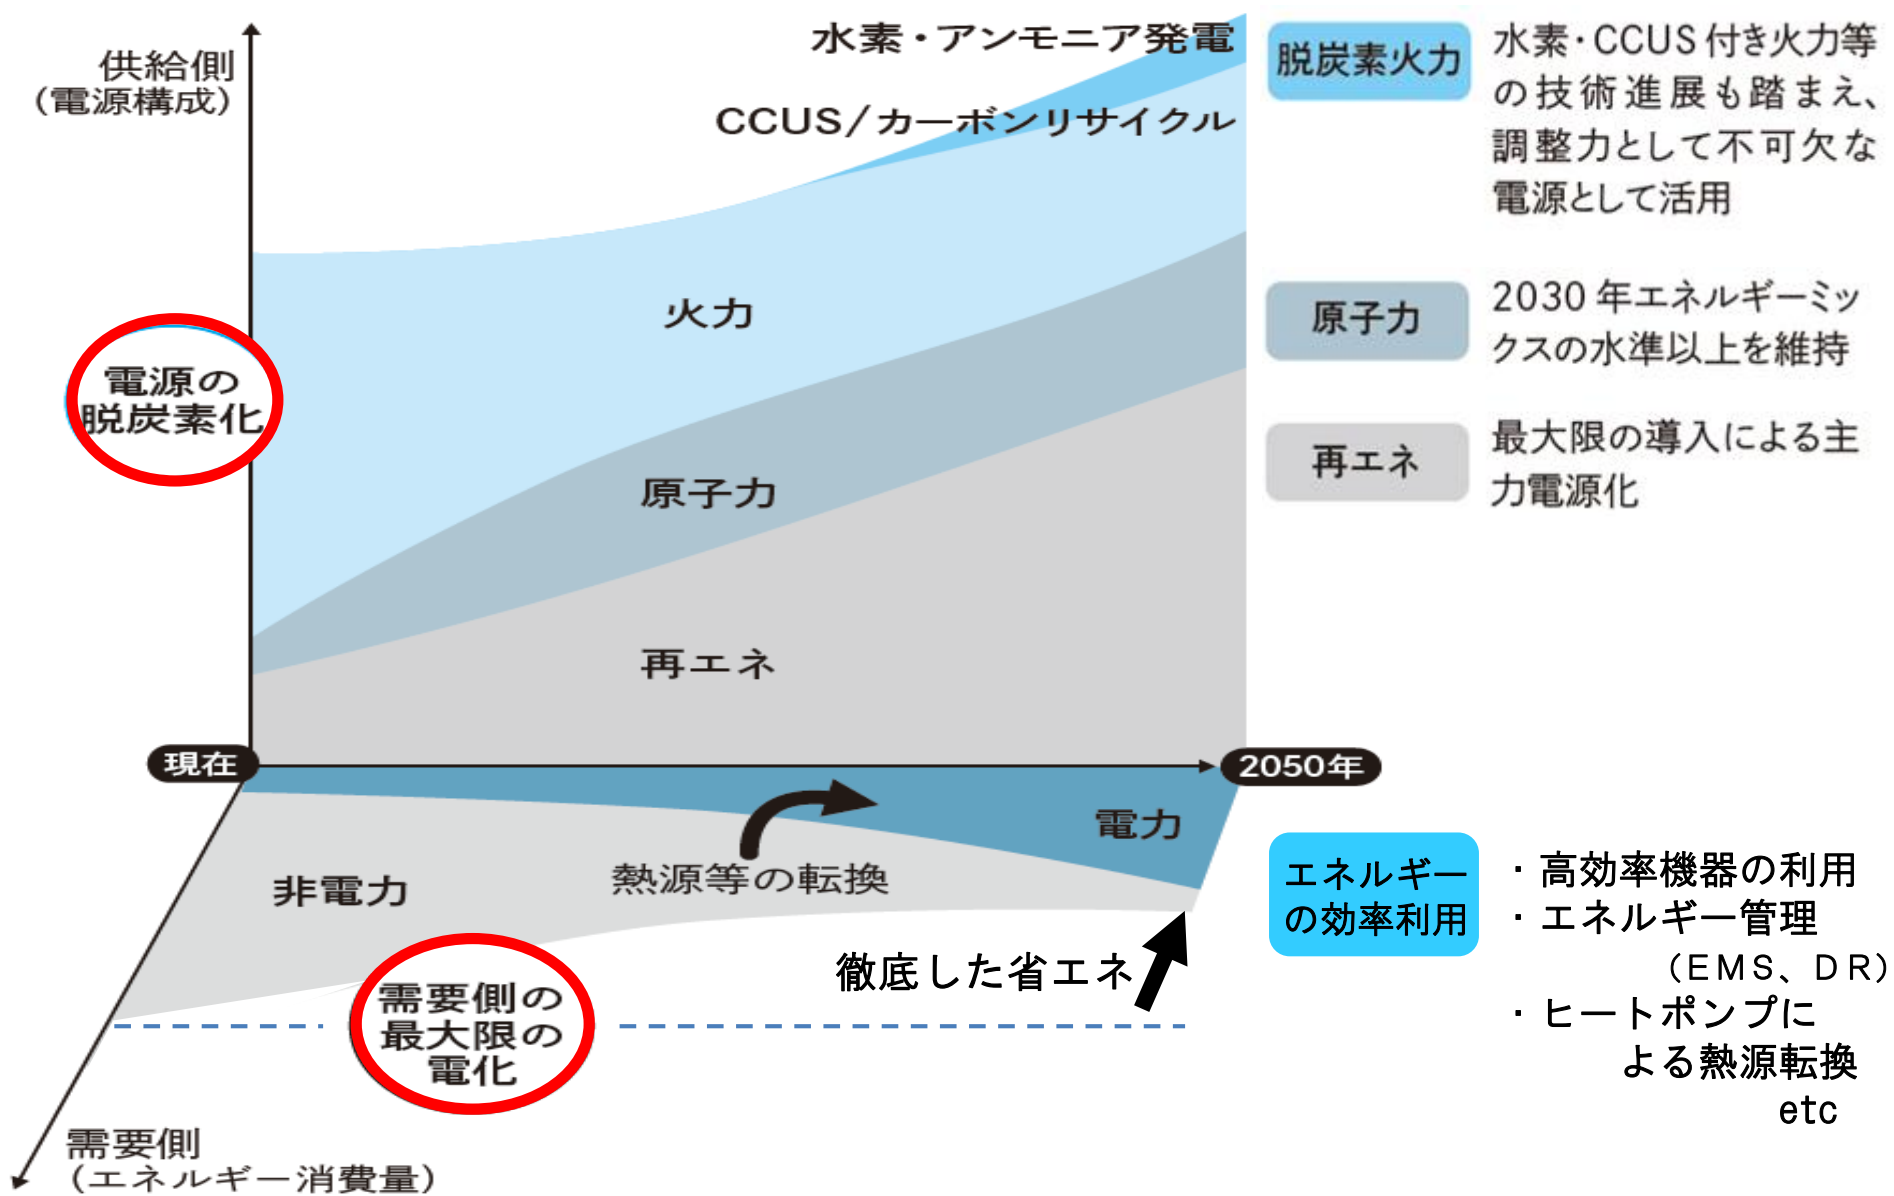 供給側
（電源構成）
水素・アンモニア発電
CCUS/カーボンリサイクル
火力
原子力
再エネ
電源の
脱炭素化
現在
2050年
電力
熱源等の転換
非電力
徹底した省エネ
需要側の
最大限の
電化
需要側
（エネルギー消費量）
脱炭素火力
水素・CCUS付き火力等
の技術進展も踏まえ、
調整力として不可欠な
電源として活用
原子力
2030年エネルギーミッ
クスの水準以上を維持
再エネ
最大限の導入による主
力電源化
エネルギー
の効率利用
・高効率機器の利用
・エネルギー管理
（ＥＭＳ、ＤＲ）
・ヒートポンプに
よる熱源転換
etc